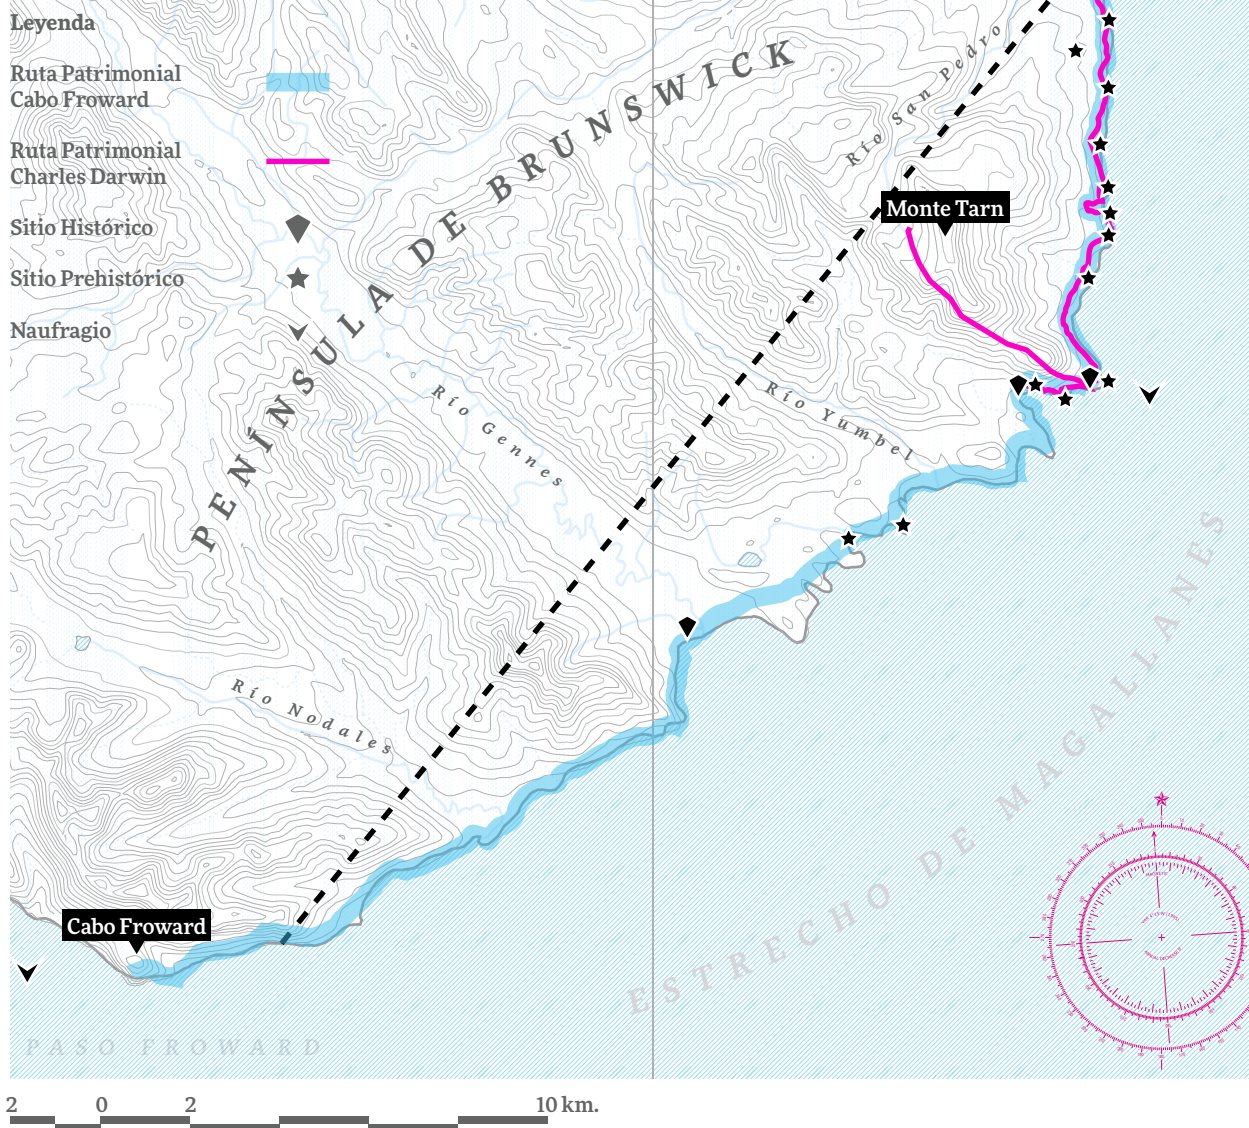 Leyenda
Ruta Patrimonial
Cabo Froward
Ruta Patrimonial
Charles Darwin
Sitio Histórico
Sitio Prehistórico
Naufragio
PENÍNSULA DE BRUNSWICK
Río San Pedro
Monte Tarn
Río Gennes
Río Yumbel
Río Nodales
Cabo Froward
ESTRECHO DE MAGALLANES
PASO FROWARD
MAGNETIC
2 0 2 10 km.